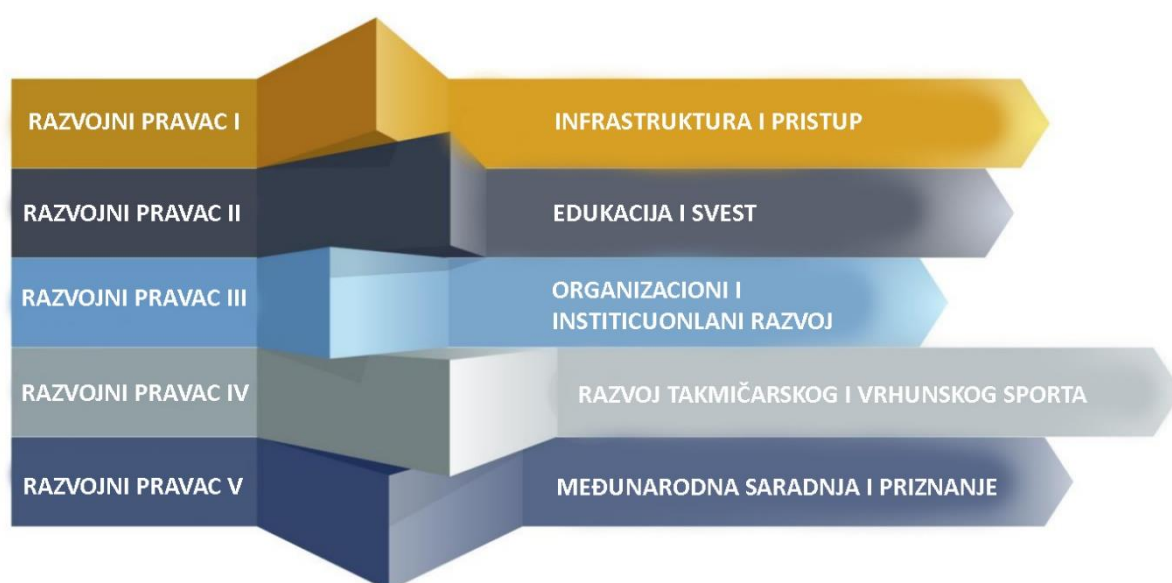 RAZVOJNI PRAVAC I
INFRASTRUKTURA I PRISTUP
RAZVOJNI PRAVAC II
EDUKACIJA I SVEST
RAZVOJNI PRAVAC III
ORGANIZACIONI I
INSTITICUONLANI RAZVOJ
RAZVOJNI PRAVAC IV
RAZVOJ TAKMIČARSKOG I VRHUNSKOG SPORTA
RAZVOJNI PRAVAC V
MEĐUNARODNA SARADNJA I PRIZNANJE